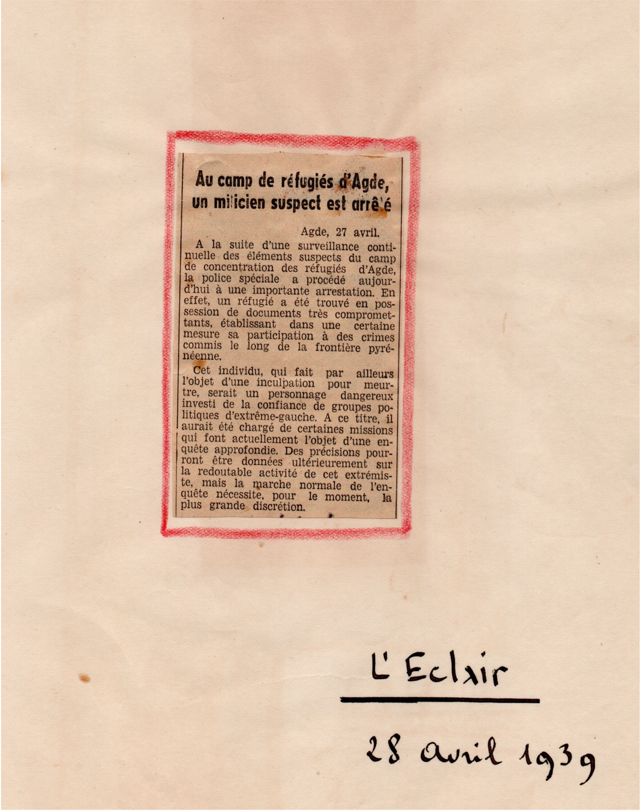 Au camp de réfugiés d'Agde,
un milicien suspect est arrêté
Agde, 27 avril.
A la suite d'une surveillance conti-
nuelle des éléments suspects du camp
de concentration des réfugiés d'Agde,
la police spéciale a procédé aujour-
d'hui à une importante arrestation. En
effet, un réfugié a été trouvé en pos-
session de documents très compromet-
tants, établissant dans une certaine
mesure sa participation à des crimes
commis le long de la frontière pyré-
néenne.
Cet individu, qui fait par ailleurs
l'objet d'une inculpation pour meur-
tre, serait un personnage dangereux
investi de la confiance de groupes po-
litiques d'extrême-gauche. A ce titre, il
aurait été chargé de certaines missions
qui font actuellement l'objet d'une en-
quête approfondie. Des précisions pour-
ront être données ultérieurement sur
la redoutable activité de cet extrémis-
te, mais la marche normale de l'en-
quête nécessite, pour le moment, la
plus grande discrétion.
L'Eclair
28 avril 1939